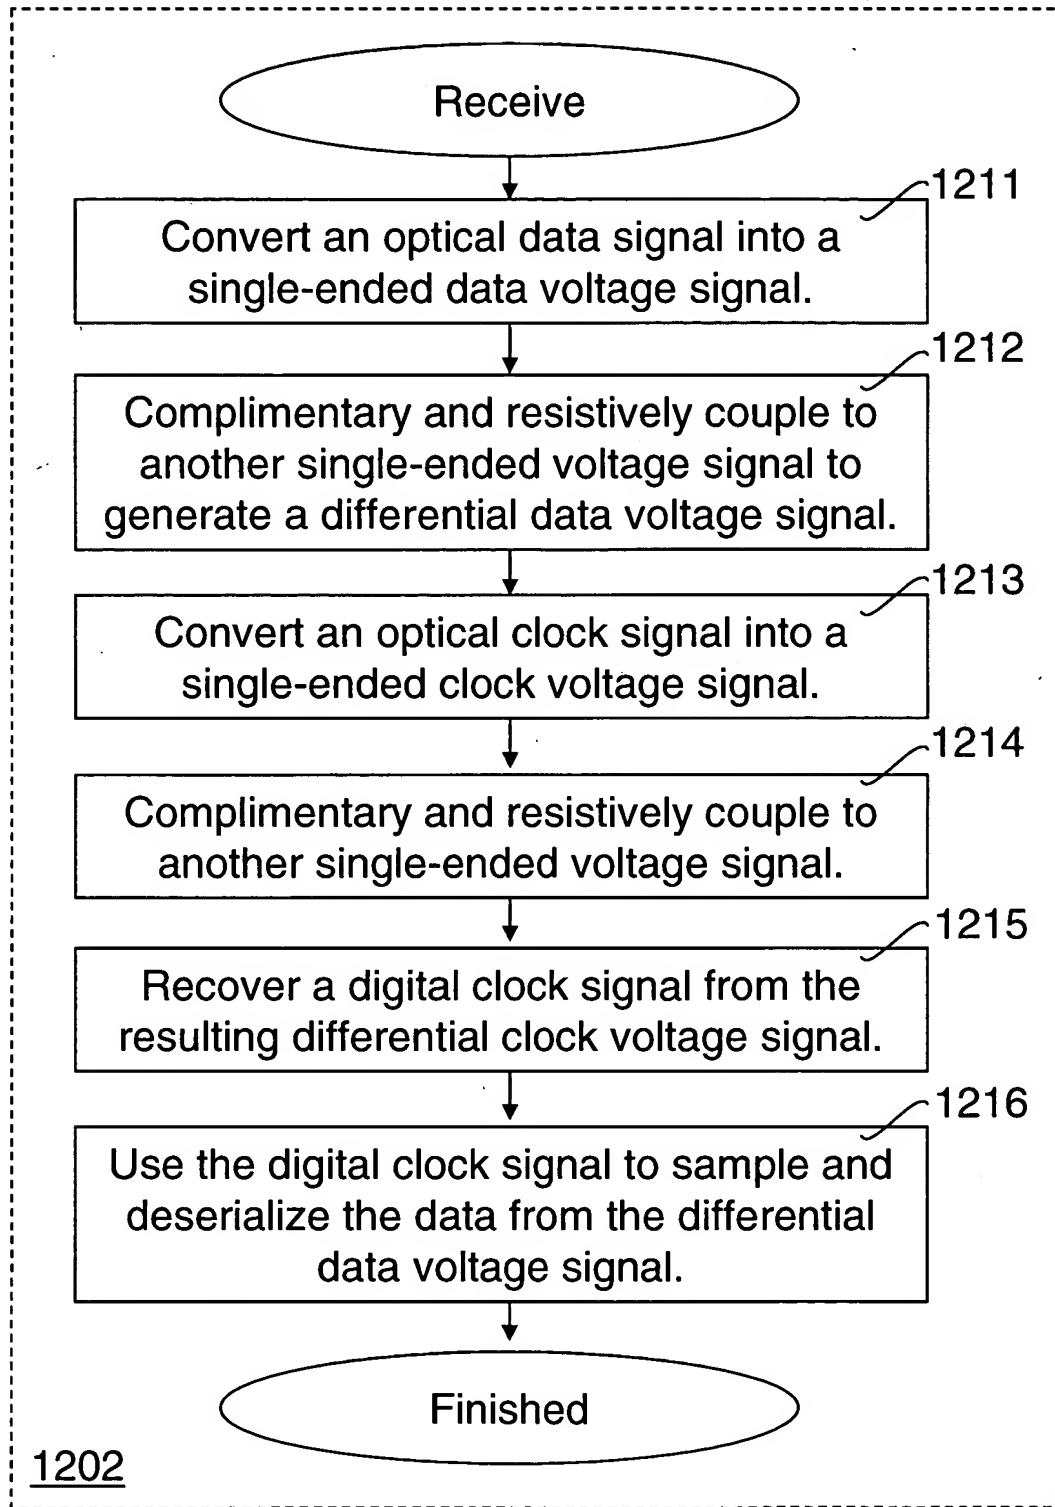 Receive
1211
Convert an optical data signal into a
single-ended data voltage signal.
1212
Complimentary and resistively couple to
another single-ended voltage signal to
generate a differential data voltage signal.
1213
Convert an optical clock signal into a
single-ended clock voltage signal.
1214
Complimentary and resistively couple to
another single-ended voltage signal.
1215
Recover a digital clock signal from the
resulting differential clock voltage signal.
1216
Use the digital clock signal to sample and
deserialize the data from the differential
data voltage signal.
Finished
1202